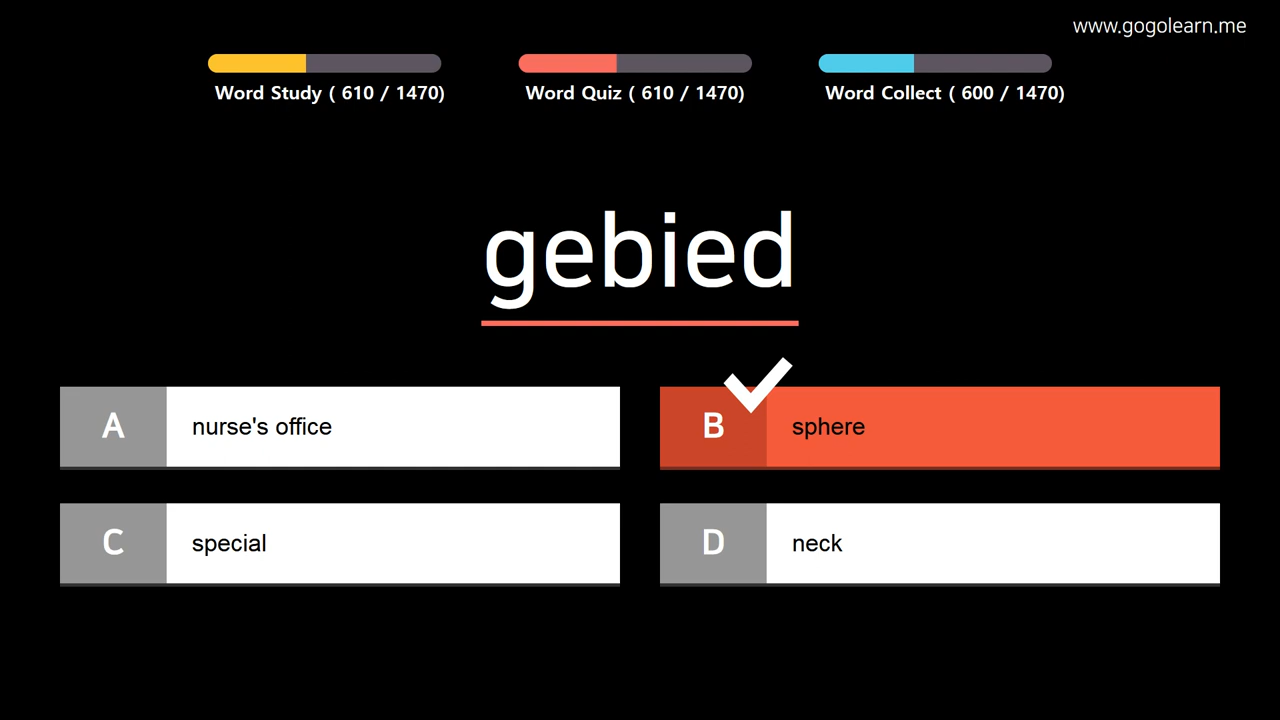 www.gogolearn.me
Word Study ( 610 / 1470)
Word Quiz ( 610 / 1470)
Word Collect ( 600 / 1470)
gebied
A nurse's office
B sphere
C special
D neck